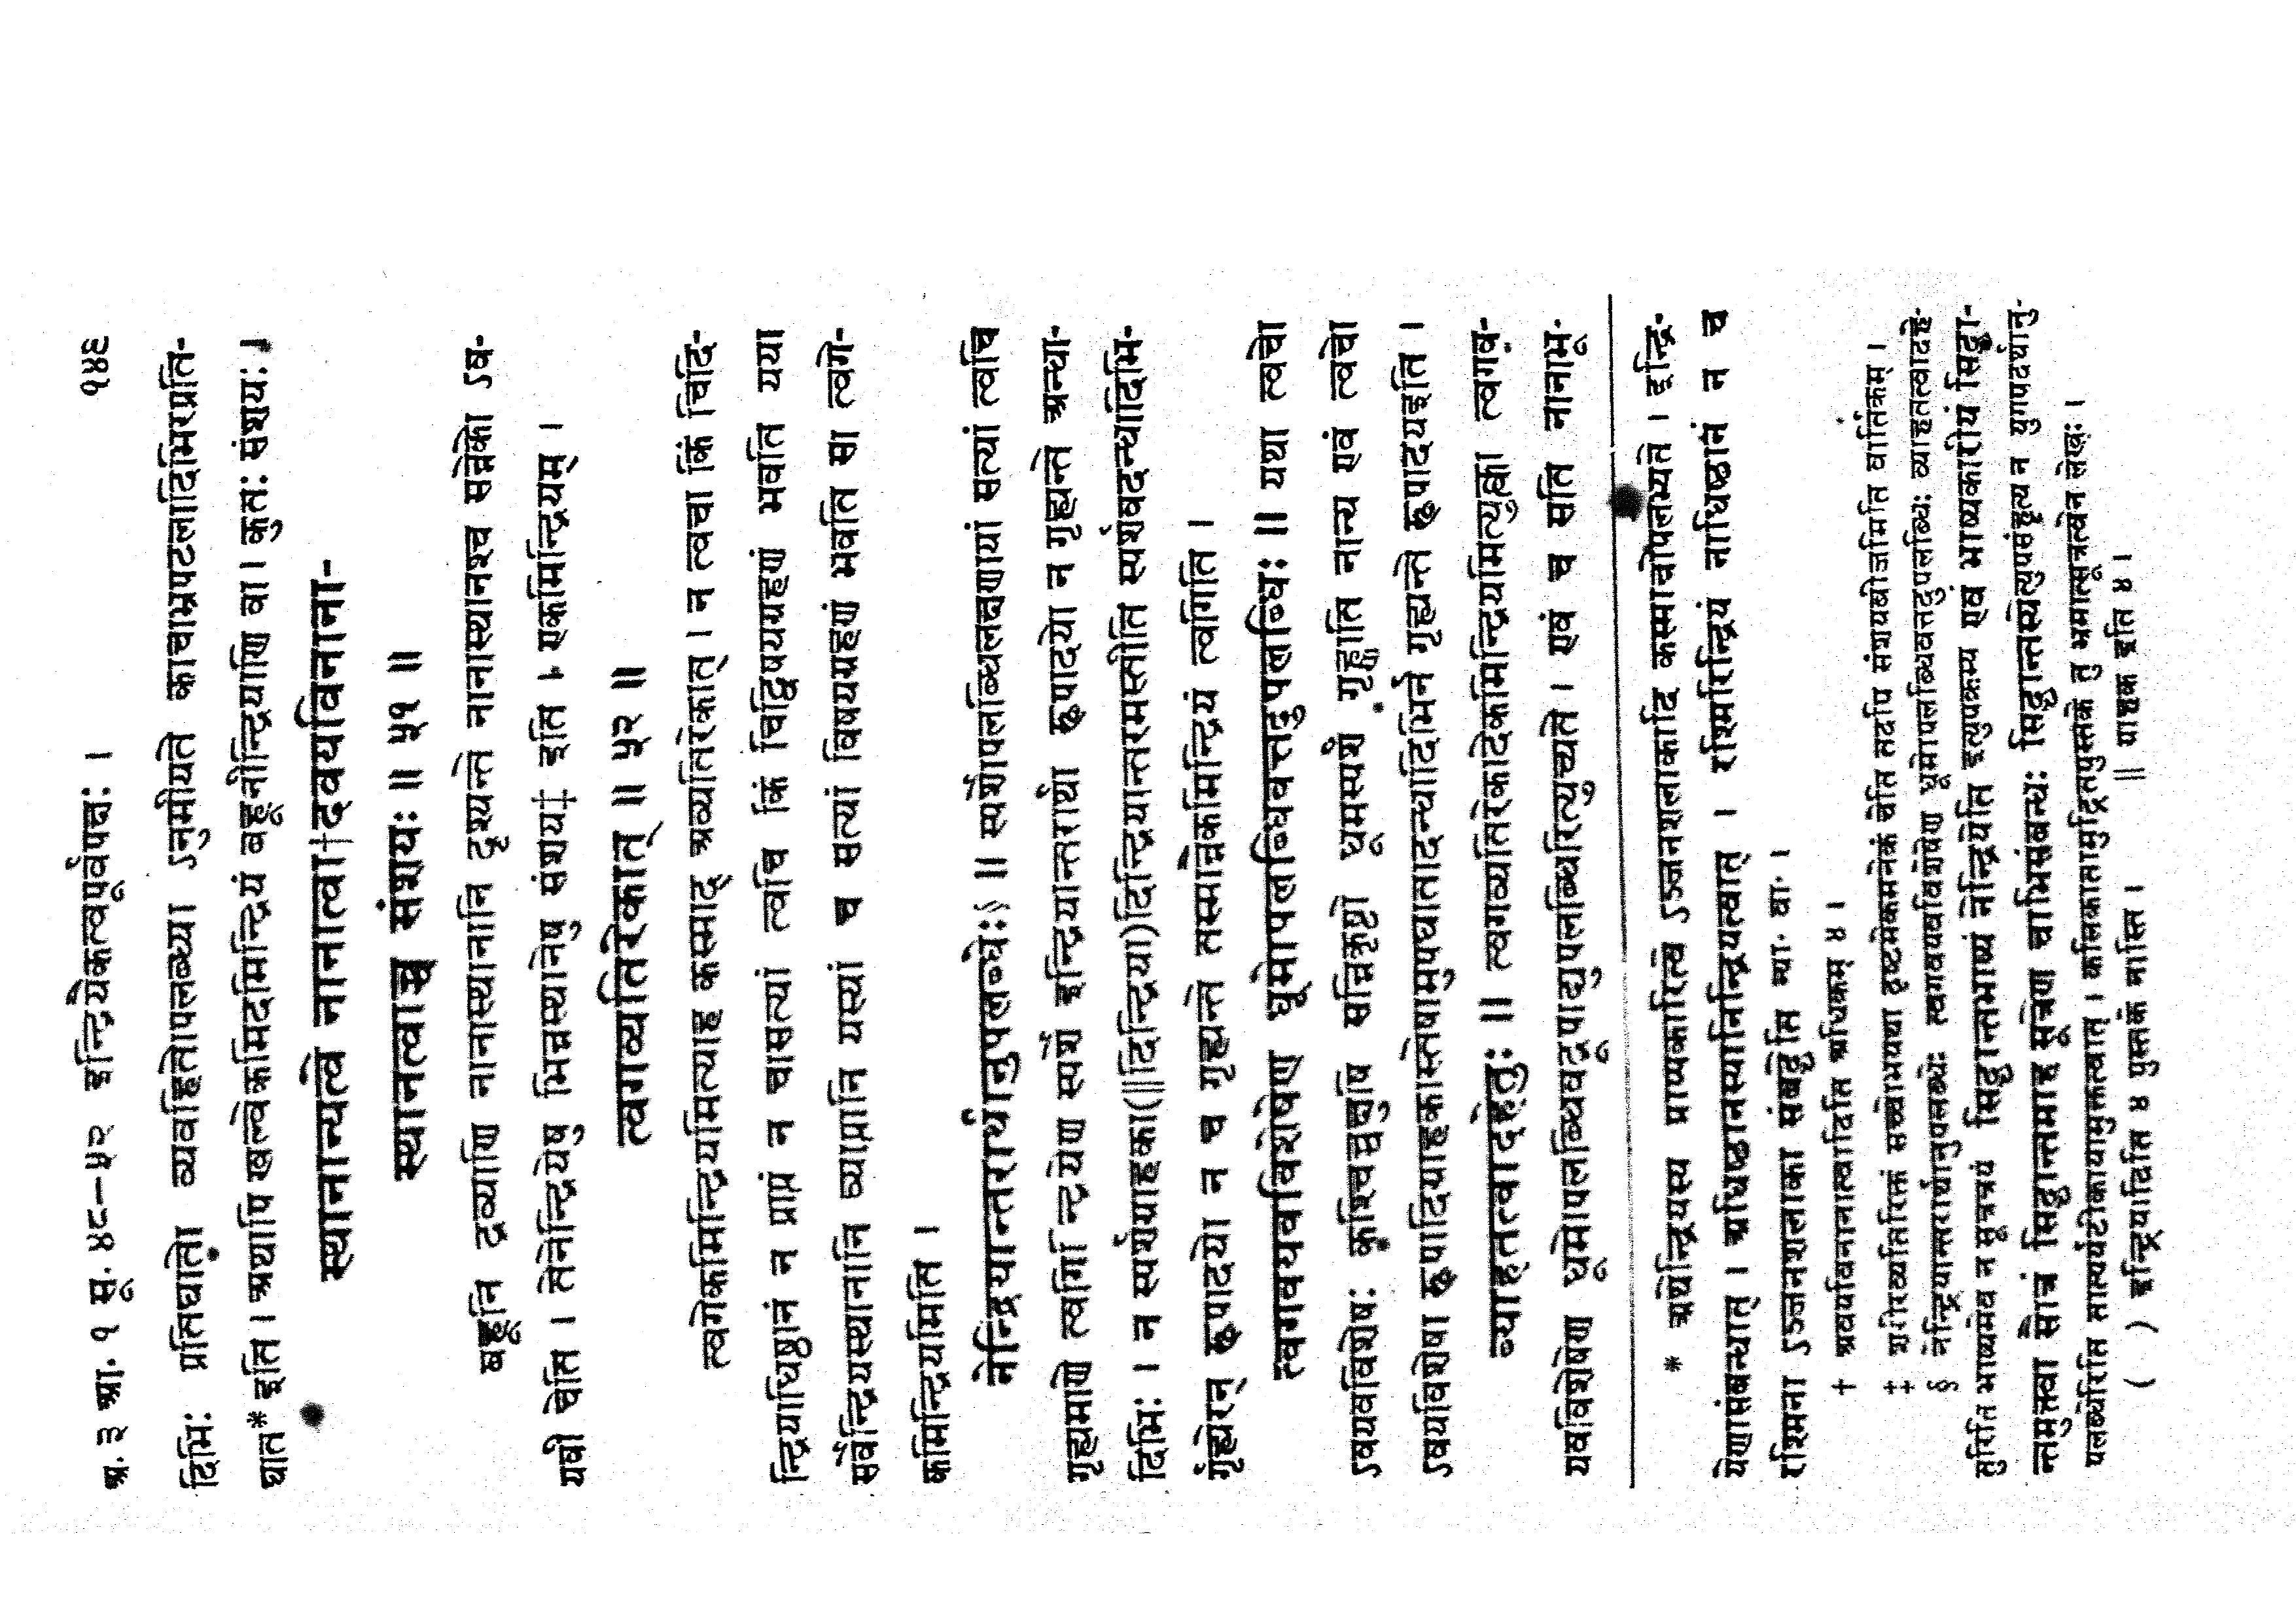 अ. ३ आ. १ सू. ४८—५२ इन्द्रियैकत्वपूर्वपक्षः । १४९
दिभिः प्रतिघातो व्यवहितोपलब्ध्या ऽनुमीयते काचाभ्रपटलादिभिरप्रति-
घात* इति । अथापि खल्वेकमिदमिन्द्रियं बहूनीन्द्रियाणि वा । कुतः संशयः ।
स्थानान्यत्वे नानात्वा†दवयविनाना-
स्थानत्वाच्च संशयः ॥ ५१ ॥
बहूनि द्रव्याणि नानास्थानानि दृश्यन्ते नानास्थानश्च सन्नेको ऽव-
यवी चेति । तेनेन्द्रियेषु भिन्नस्थानेषु संशय‡ इति । एकमिन्द्रियम् ।
त्वगव्यतिरेकात् ॥ ५२ ॥
त्वगेकमिन्द्रियमित्याह कस्माद् अव्यतिरेकात् । न त्वचा किं चिदि-
न्द्रियाधिष्ठानं न प्राप्तं न चासत्यां त्वचि किं चिद्विषयग्रहणं भवति यया
सर्वेन्द्रियस्थानानि व्याप्तानि यस्यां च सत्यां विषयग्रहणं भवति सा त्वगे-
कमिन्द्रियमिति ।
नेन्द्रियान्तरार्थानुपलब्धेः§ ॥ स्पर्शोपलब्धिलक्षणायां सत्यां त्वचि
गृह्यमाणे त्वगिन्द्रियेण स्पर्शे इन्द्रियान्तरार्था रूपादयो न गृह्यन्ते अन्धा-
दिभिः । न स्पर्शग्राहका(‖दिन्द्रिया)दिन्द्रियान्तरमस्तीति स्पर्शवदन्धादिभि-
र्गृह्येरन् रूपादयो न च गृह्यन्ते तस्मान्नैकमिन्द्रियं त्वगिति ।
त्वगवयवविशेषेण धूमोपलब्धिवत्तदुपलब्धिः ॥ यथा त्वचो
ऽवयवविशेषः कश्चिच्चक्षुषि सन्निकृष्टो धूमस्पर्शं गृह्णाति नान्य एवं त्वचो
ऽवयविशेषा रूपादिग्राहकास्तेषामुपघातादन्धादिभिर्न गृह्यन्ते रूपादयइति ।
व्याहतत्वादहेतुः ॥ त्वगव्यतिरेकादेकमिन्द्रियमित्युक्त्वा त्वगव-
यवविशेषेण धूमोपलब्धिवद्रूपाद्युपलब्धिरित्युच्यते । एवं च सति नानाभू-
* अथेन्द्रियस्य प्राप्यकारित्वे ऽञ्जनशलाकादि कस्मान्नोपलभ्यते । इन्द्रि-
येणासंबन्धात् । अधिष्ठानस्यानिन्द्रियत्वात् । रश्मिरिन्द्रियं नाधिष्ठानं न च
रश्मिना ऽञ्जनशलाका संबद्धेति न्या. वा. ।
† अवयविनानात्वादिति अधिकम् ४ ।
‡ शरीरव्यतिरिक्तं सच्चोभयथा दृष्टमेकमनेकं चेति तदपि संशयबीजमिति वार्तिकम् ।
§ नेन्द्रियान्तरार्थानुपलब्धेः त्वगवयवविशेषेण धूमोपलब्धिवत्तदुपलब्धिः व्याहतत्वादहे-
तुरिति भाष्यमेव न सूत्रत्रयं सिद्धान्तभाष्यं नेन्द्रियेति इत्युपक्रम्य एवं भाष्यकारीयं सिद्धा-
न्तमुक्तवा सौत्रं सिद्धान्तमाह सूत्रेण चाभिसंबन्धः सिद्धान्तस्येत्युपसंहृत्य न युगपदर्थानु-
पलब्धेरिति तात्पर्यटीकायामुक्तत्वात् । कलिकातामुद्रितपुस्तके तु भ्रमात्सूत्रत्वेन लेखः ।
( ) इन्द्रियादिति ४ पुस्तके नास्ति । ‖ ग्राहक इति ४ ।